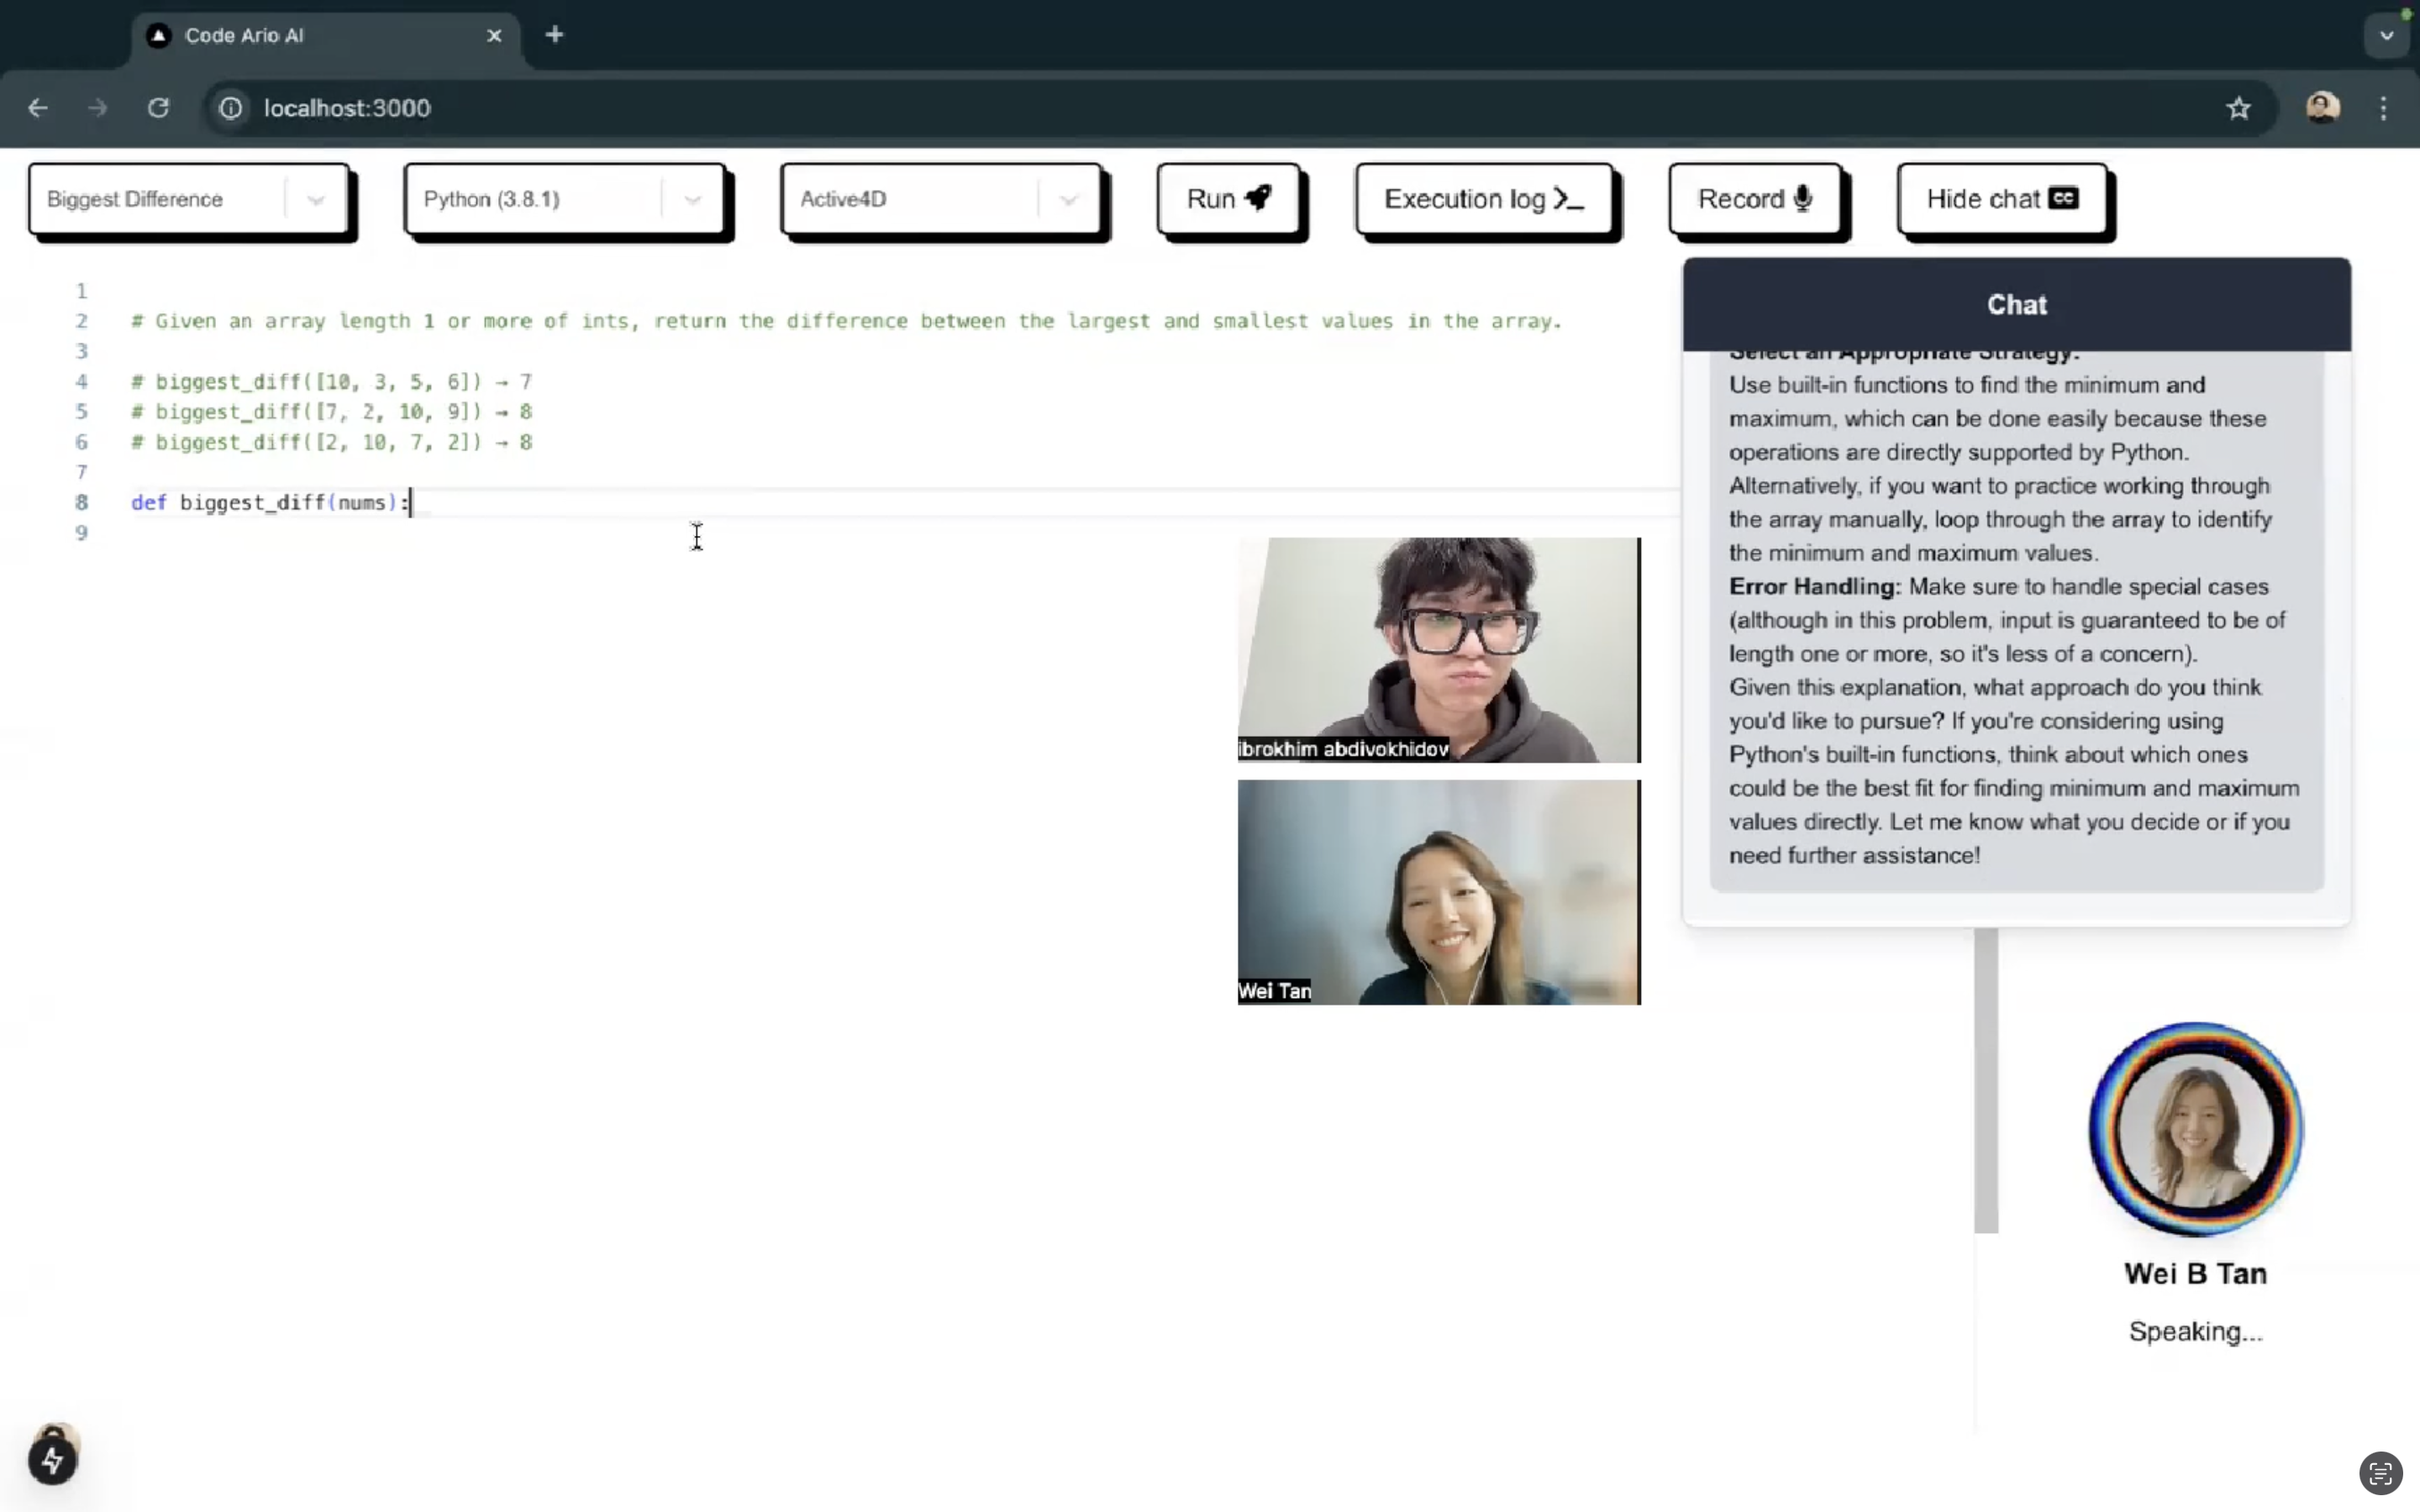 Code Ario AI
localhost:3000
Biggest Difference
Python (3.8.1)
Active4D
Run
Execution log
Record
Hide chat CC
1
2 # Given an array length 1 or more of ints, return the difference between the largest and smallest values in the array.
3
4 # biggest_diff([10, 3, 5, 6]) → 7
5 # biggest_diff([7, 2, 10, 9]) → 8
6 # biggest_diff([2, 10, 7, 2]) → 8
7
8 def biggest_diff(nums):
9
Chat
Select an Appropriate Strategy:
Use built-in functions to find the minimum and
maximum, which can be done easily because these
operations are directly supported by Python.
Alternatively, if you want to practice working through
the array manually, loop through the array to identify
the minimum and maximum values.
Error Handling: Make sure to handle special cases
(although in this problem, input is guaranteed to be of
length one or more, so it's less of a concern).
Given this explanation, what approach do you think
you'd like to pursue? If you're considering using
Python's built-in functions, think about which ones
could be the best fit for finding minimum and maximum
values directly. Let me know what you decide or if you
need further assistance!
ibrokhim abdivokhidov
Wei Tan
Wei B Tan
Speaking...